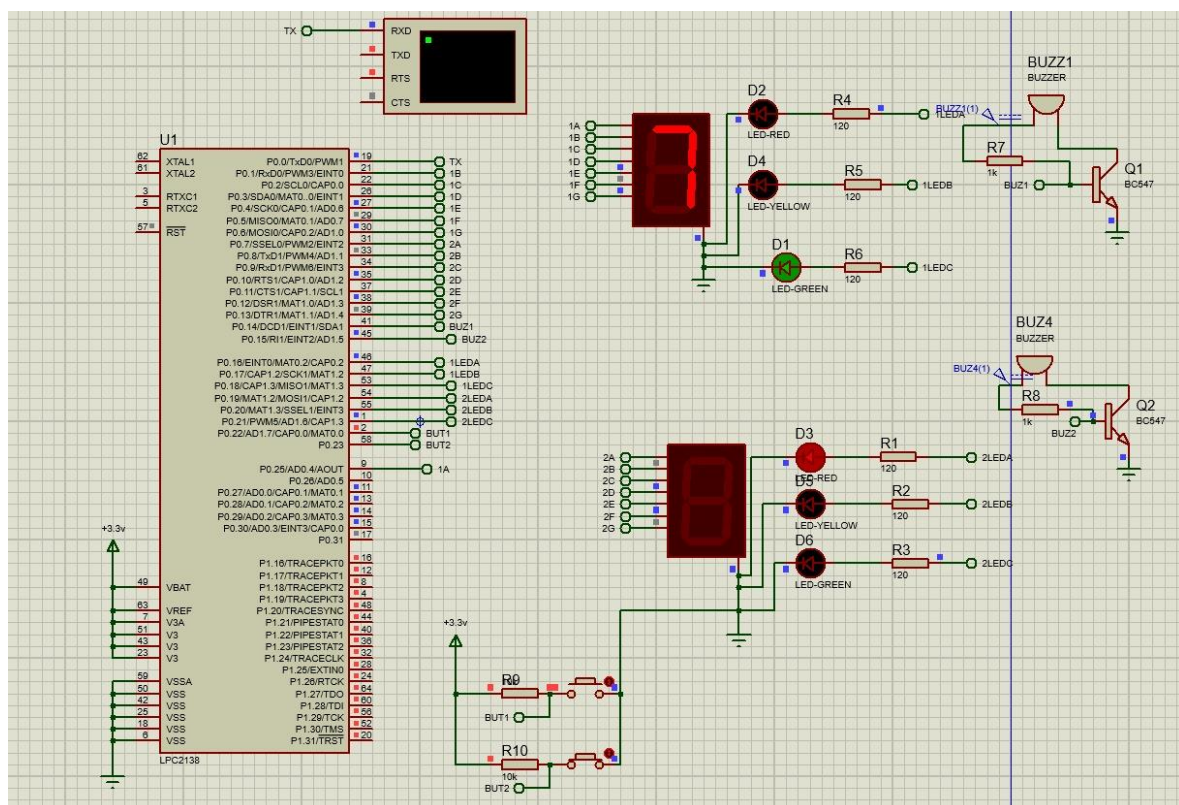 TX
RXD
TXD
RTS
CTS
U1
62 XTAL1
61 XTAL2
3 RTXC1
5 RTXC2
57 RST
49 VBAT
63 VREF
7 V3A
51 V3
43 V3
23 V3
59 VSSA
50 VSS
42 VSS
25 VSS
18 VSS
6 VSS
+3.3v
P0.0/TxD0/PWM1 19 TX
P0.1/RxD0/PWM3/EINT0 21 1B
P0.2/SCL0/CAP0.0 22 1C
P0.3/SDA0/MAT0.0/EINT1 26 1D
P0.4/SCK0/CAP0.1/AD0.6 27 1E
P0.5/MISO0/MAT0.1/AD0.7 29 1F
P0.6/MOSI0/CAP0.2/AD1.0 30 1G
P0.7/SSEL0/PWM2/EINT2 31 2A
P0.8/TxD1/PWM4/AD1.1 33 2B
P0.9/RxD1/PWM6/EINT3 34 2C
P0.10/RTS1/CAP1.0/AD1.2 35 2D
P0.11/CTS1/CAP1.1/SCL1 37 2E
P0.12/DSR1/MAT1.0/AD1.3 38 2F
P0.13/DTR1/MAT1.1/AD1.4 39 2G
P0.14/DCD1/EINT1/SDA1 41 BUZ1
P0.15/RI1/EINT2/AD1.5 45 BUZ2
P0.16/EINT0/MAT0.2/CAP0.2 46 1LEDA
P0.17/CAP1.2/SCK1/MAT1.2 47 1LEDB
P0.18/CAP1.3/MISO1/MAT1.3 53 1LEDC
P0.19/MAT1.2/MOSI1/CAP1.2 54 2LEDA
P0.20/MAT1.3/SSEL1/EINT3 55 2LEDB
P0.21/PWM5/AD1.6/CAP1.3 1 2LEDC
P0.22/AD1.7/CAP0.0/MAT0.0 2 BUT1
P0.23 58 BUT2
P0.25/AD0.4/AOUT 9 1A
P0.26/AD0.5 10
P0.27/AD0.0/CAP0.1/MAT0.1 11
P0.28/AD0.1/CAP0.2/MAT0.2 13
P0.29/AD0.2/CAP0.3/MAT0.3 14
P0.30/AD0.3/EINT3/CAP0.0 15
P0.31 17
P1.16/TRACEPKT0 16
P1.17/TRACEPKT1 12
P1.18/TRACEPKT2 8
P1.19/TRACEPKT3 4
P1.20/TRACESYNC 48
P1.21/PIPESTAT0 44
P1.22/PIPESTAT1 40
P1.23/PIPESTAT2 36
P1.24/TRACECLK 32
P1.25/EXTIN0 28
P1.26/RTCK 24
P1.27/TDO 64
P1.28/TDI 60
P1.29/TCK 56
P1.30/TMS 52
P1.31/TRST 20
LPC2138
1A
1B
1C
1D
1E
1F
1G
D2
LED-RED
R4
120
1LEDA
D4
LED-YELLOW
R5
120
1LEDB
D1
LED-GREEN
R6
120
1LEDC
BUZZ1
BUZZER
BUZZ1(1)
R7
1k
BUZ1
Q1
BC547
BUZ4
BUZZER
BUZ4(1)
R8
1k
BUZ2
Q2
BC547
2A
2B
2C
2D
2E
2F
2G
D3
LED-RED
R1
120
2LEDA
D5
LED-YELLOW
R2
120
2LEDB
D6
LED-GREEN
R3
120
2LEDC
+3.3v
R9
BUT1
R10
10k
BUT2